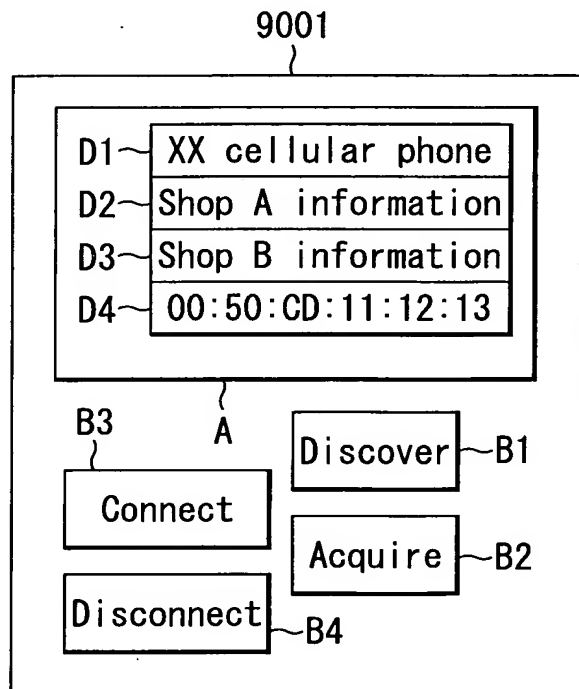 9001
D1 XX cellular phone
D2 Shop A information
D3 Shop B information
D4 00:50:CD:11:12:13
A
B3
Discover B1
Connect
Acquire B2
Disconnect B4